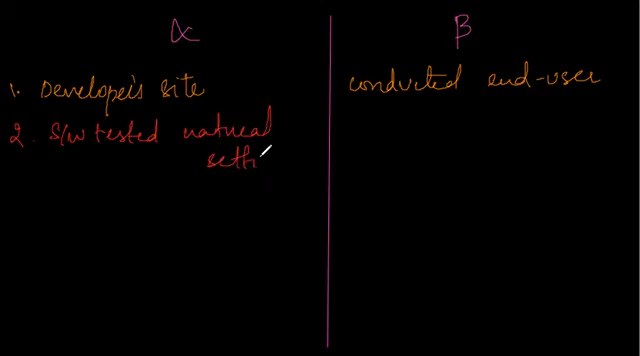 α β
1. Developer's site conducted end-user
2. S/W tested natural
setti